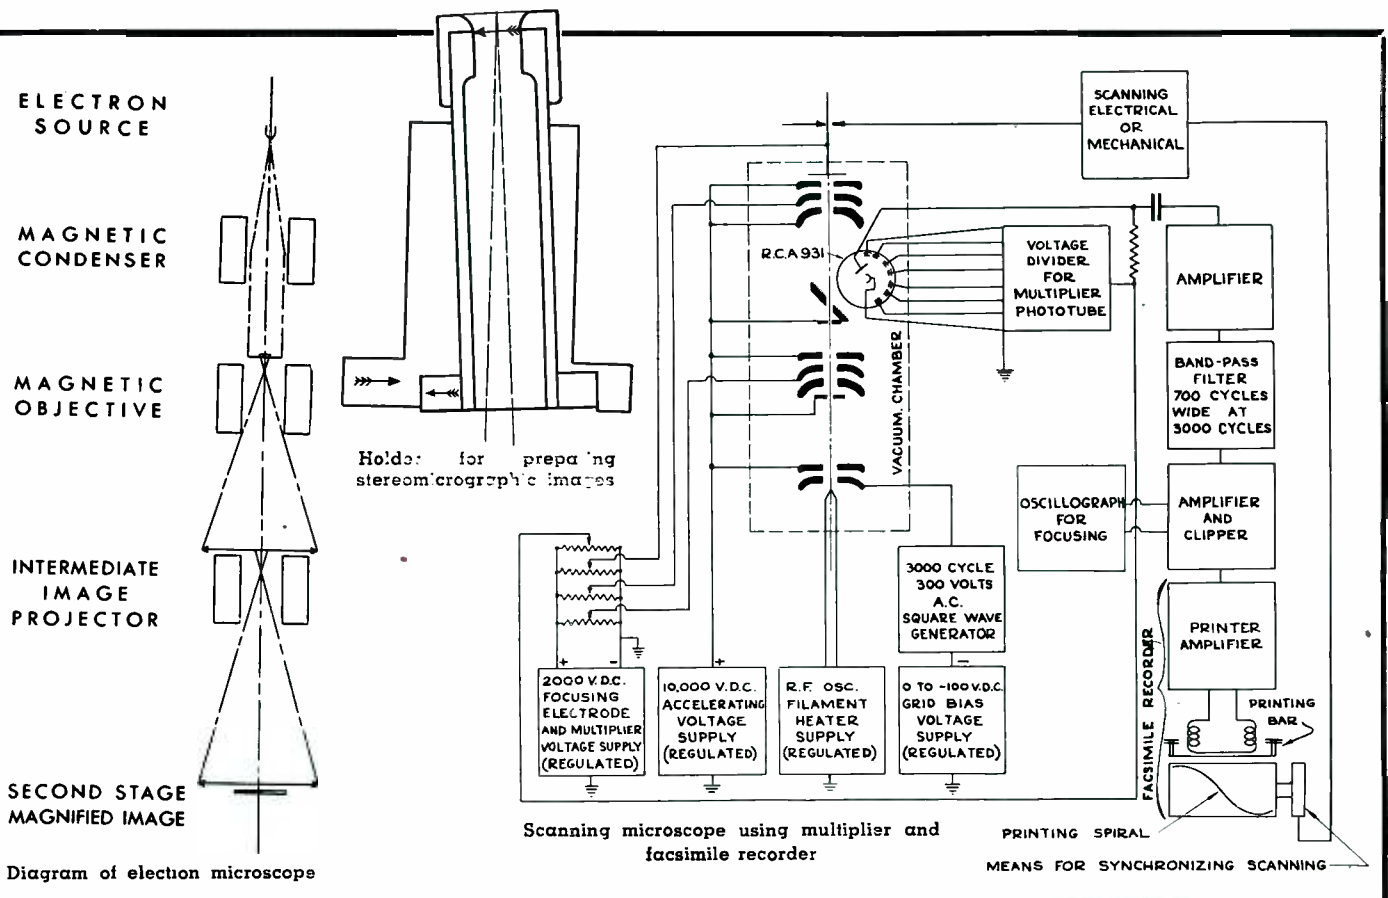 ELECTRON
SOURCE
MAGNETIC
CONDENSER
MAGNETIC
OBJECTIVE
INTERMEDIATE
IMAGE
PROJECTOR
SECOND STAGE
MAGNIFIED IMAGE
Diagram of election microscope
Holder for preparing
stereomicrographic images
SCANNING
ELECTRICAL
OR
MECHANICAL
R.C.A 931
VOLTAGE
DIVIDER
FOR
MULTIPLIER
PHOTOTUBE
VACUUM CHAMBER
AMPLIFIER
BAND-PASS
FILTER
700 CYCLES
WIDE AT
3000 CYCLES
OSCILLOGRAPH
FOR
FOCUSING
AMPLIFIER
AND
CLIPPER
3000 CYCLE
300 VOLTS
A.C.
SQUARE WAVE
GENERATOR
PRINTER
AMPLIFIER
FACSIMILE RECORDER
PRINTING
BAR
+ -
2000 V.D.C.
FOCUSING
ELECTRODE
AND MULTIPLIER
VOLTAGE SUPPLY
(REGULATED)
+
10,000 V.D.C.
ACCELERATING
VOLTAGE
SUPPLY
(REGULATED)
R.F. OSC.
FILAMENT
HEATER
SUPPLY
(REGULATED)
-
0 TO -100 V.D.C.
GRID BIAS
VOLTAGE
SUPPLY
(REGULATED)
Scanning microscope using multiplier and
facsimile recorder
PRINTING SPIRAL
MEANS FOR SYNCHRONIZING SCANNING